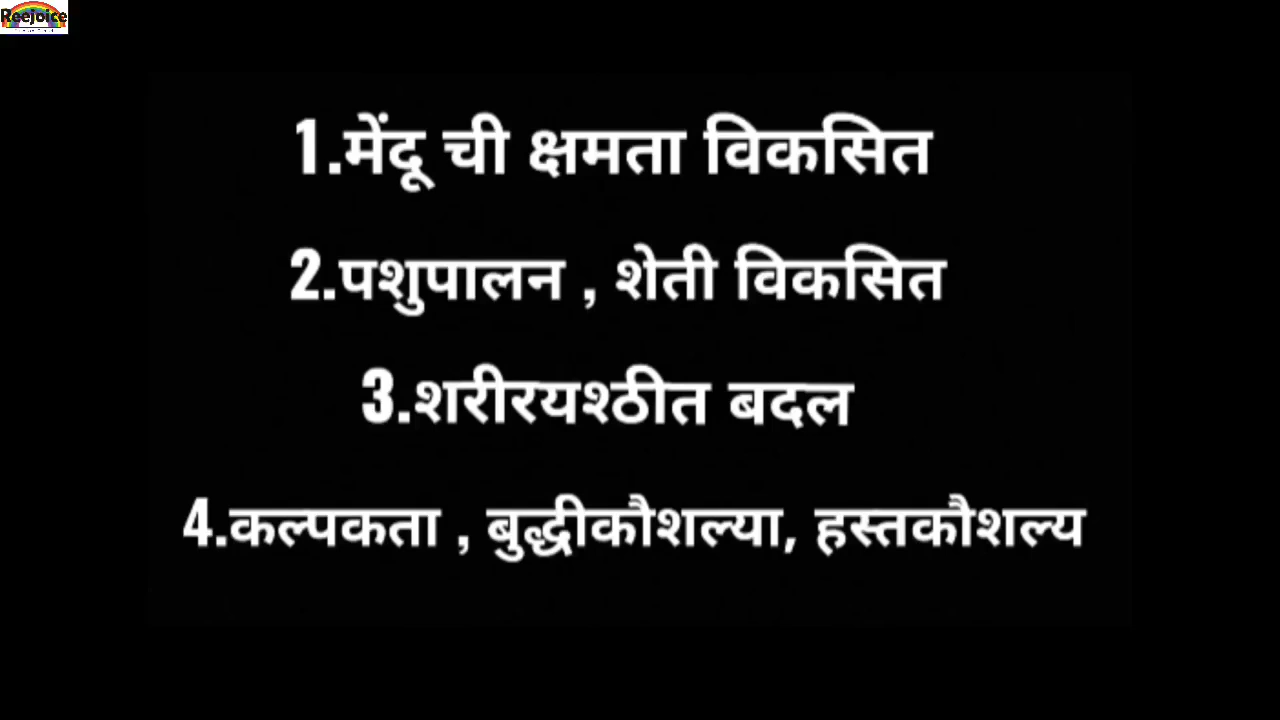 Reejoice
1.मेंदू ची क्षमता विकसित
2.पशुपालन , शेती विकसित
3.शरीरयश्ठीत बदल
4.कल्पकता , बुद्धीकौशल्या, हस्तकौशल्य